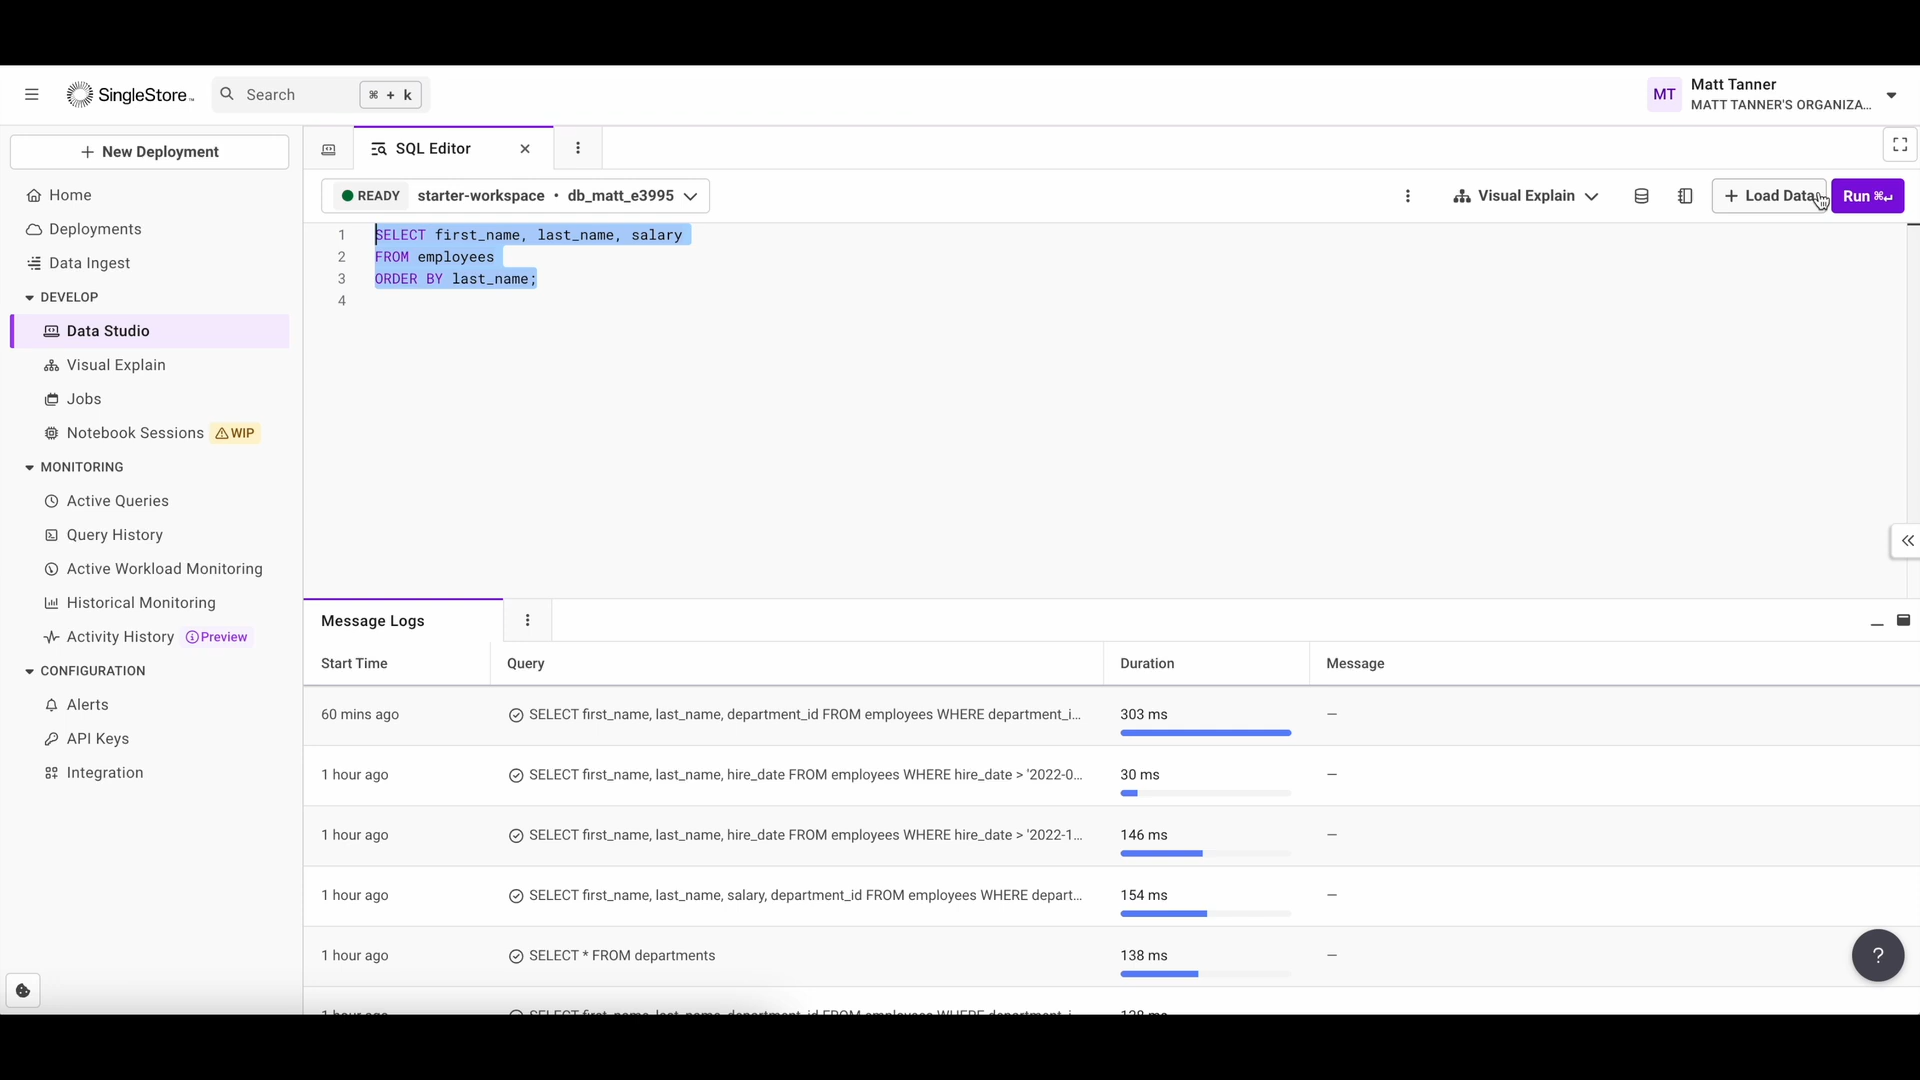 SingleStore
Search ⌘ + k
MT
Matt Tanner
MATT TANNER'S ORGANIZA...
+ New Deployment
Home
Deployments
Data Ingest
DEVELOP
Data Studio
Visual Explain
Jobs
Notebook Sessions WIP
MONITORING
Active Queries
Query History
Active Workload Monitoring
Historical Monitoring
Activity History Preview
CONFIGURATION
Alerts
API Keys
Integration
SQL Editor
READY starter-workspace • db_matt_e3995
Visual Explain
+ Load Data
Run ⌘↵
1 SELECT first_name, last_name, salary
2 FROM employees
3 ORDER BY last_name;
4
Message Logs
Start Time Query Duration Message
60 mins ago SELECT first_name, last_name, department_id FROM employees WHERE department_i... 303 ms –
1 hour ago SELECT first_name, last_name, hire_date FROM employees WHERE hire_date > '2022-0... 30 ms –
1 hour ago SELECT first_name, last_name, hire_date FROM employees WHERE hire_date > '2022-1... 146 ms –
1 hour ago SELECT first_name, last_name, salary, department_id FROM employees WHERE depart... 154 ms –
1 hour ago SELECT * FROM departments 138 ms –
?